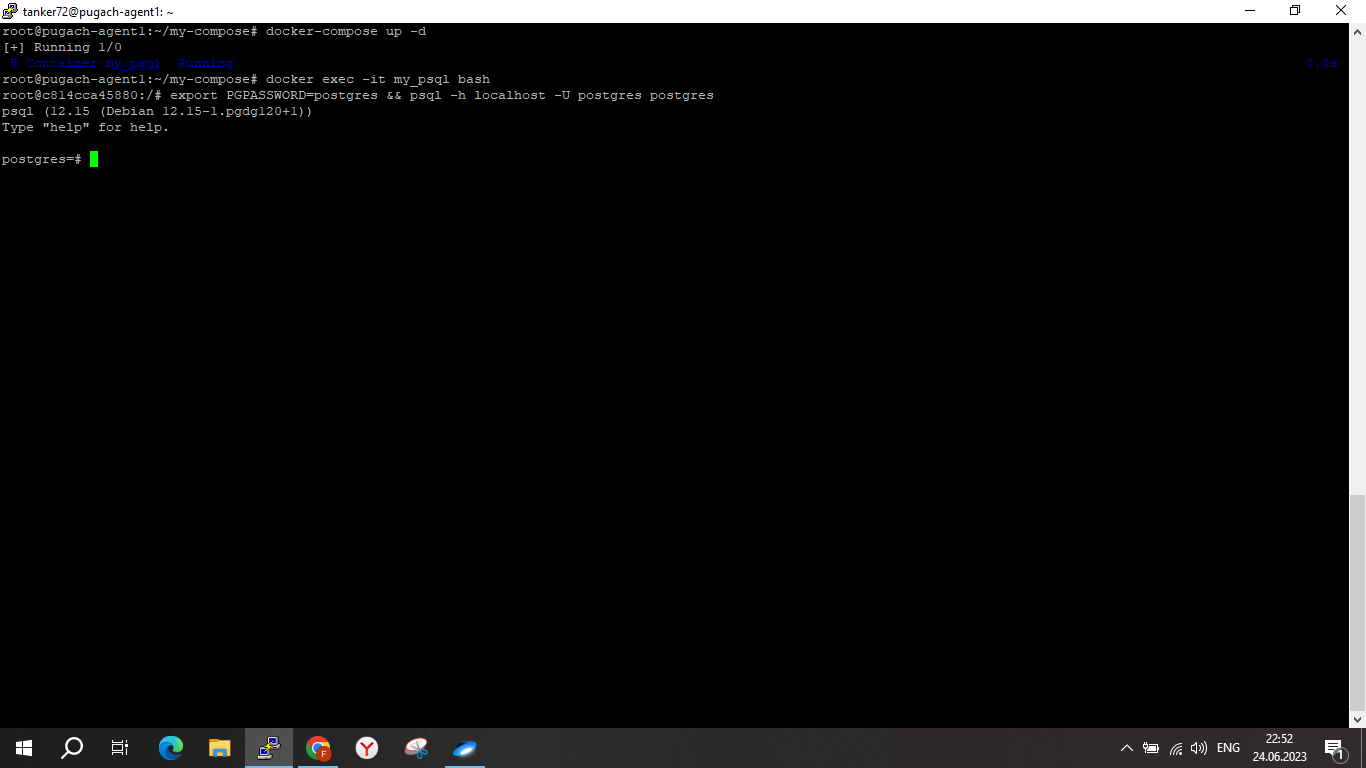 tanker72@pugach-agent1: ~
root@pugach-agent1:~/my-compose# docker-compose up -d
[+] Running 1/0
 Container my_psql  Running 0.0s
root@pugach-agent1:~/my-compose# docker exec -it my_psql bash
root@c814cca45880:/# export PGPASSWORD=postgres && psql -h localhost -U postgres postgres
psql (12.15 (Debian 12.15-1.pgdg120+1))
Type "help" for help.
postgres=#
F
Y
ENG
22:52
24.06.2023
1